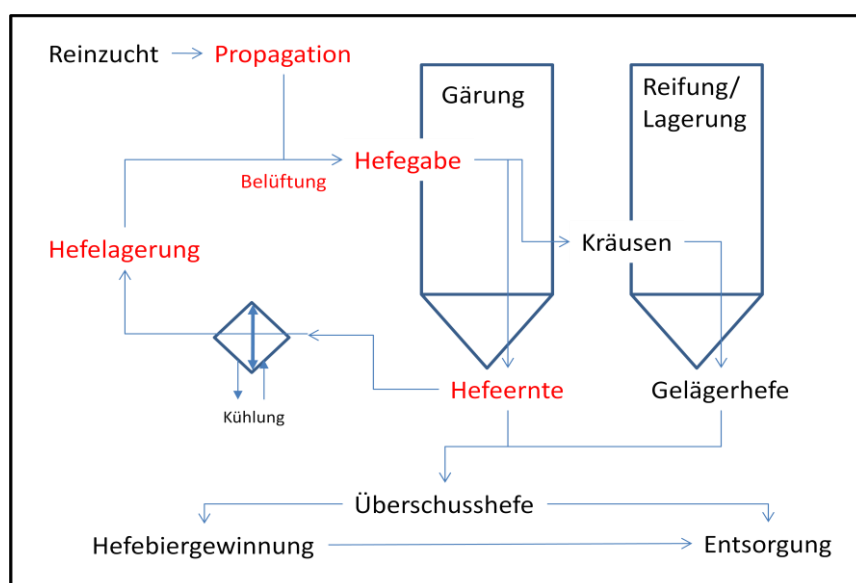 Reinzucht
Propagation
Gärung
Reifung/
Lagerung
Belüftung
Hefegabe
Hefelagerung
Kräusen
Kühlung
Hefeernte
Gelägerhefe
Überschusshefe
Hefebiergewinnung
Entsorgung